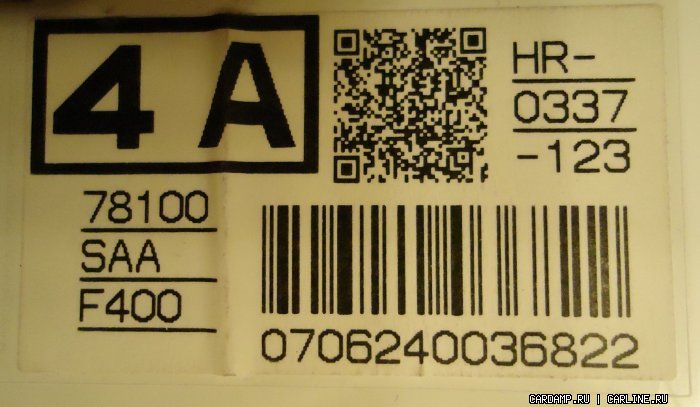 4 A
HR-
0337
-123
78100
SAA
F400
0706240036822
CARDAMP.RU | CARLINE.RU